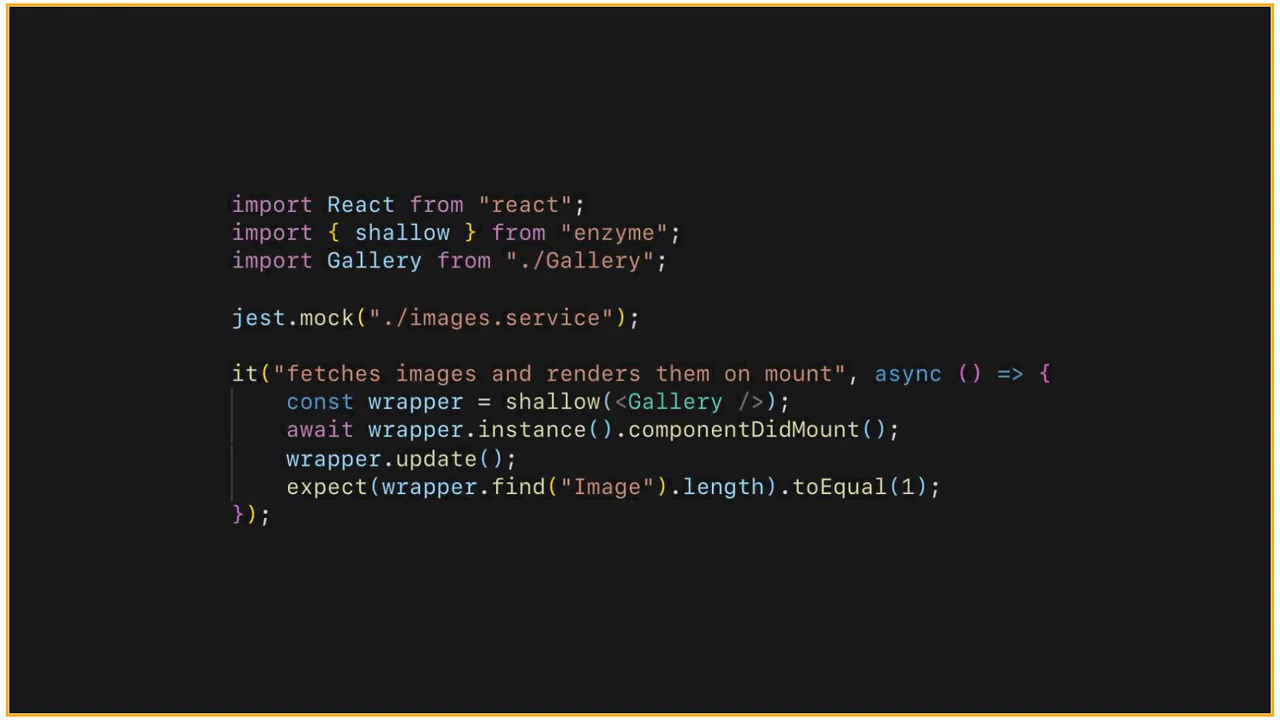 import React from "react";
import { shallow } from "enzyme";
import Gallery from "./Gallery";
jest.mock("./images.service");
it("fetches images and renders them on mount", async () => {
const wrapper = shallow(<Gallery />);
await wrapper.instance().componentDidMount();
wrapper.update();
expect(wrapper.find("Image").length).toEqual(1);
});